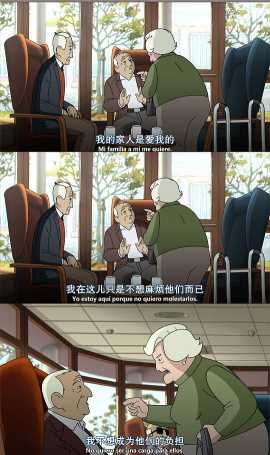 我的家人是爱我的
Mi familia a mí me quiere.
我在这儿只是不想麻烦他们而已
Yo estoy aquí porque no quiero molestarlos.
我不想成为他们的负担
No quiero ser una carga para ellos.